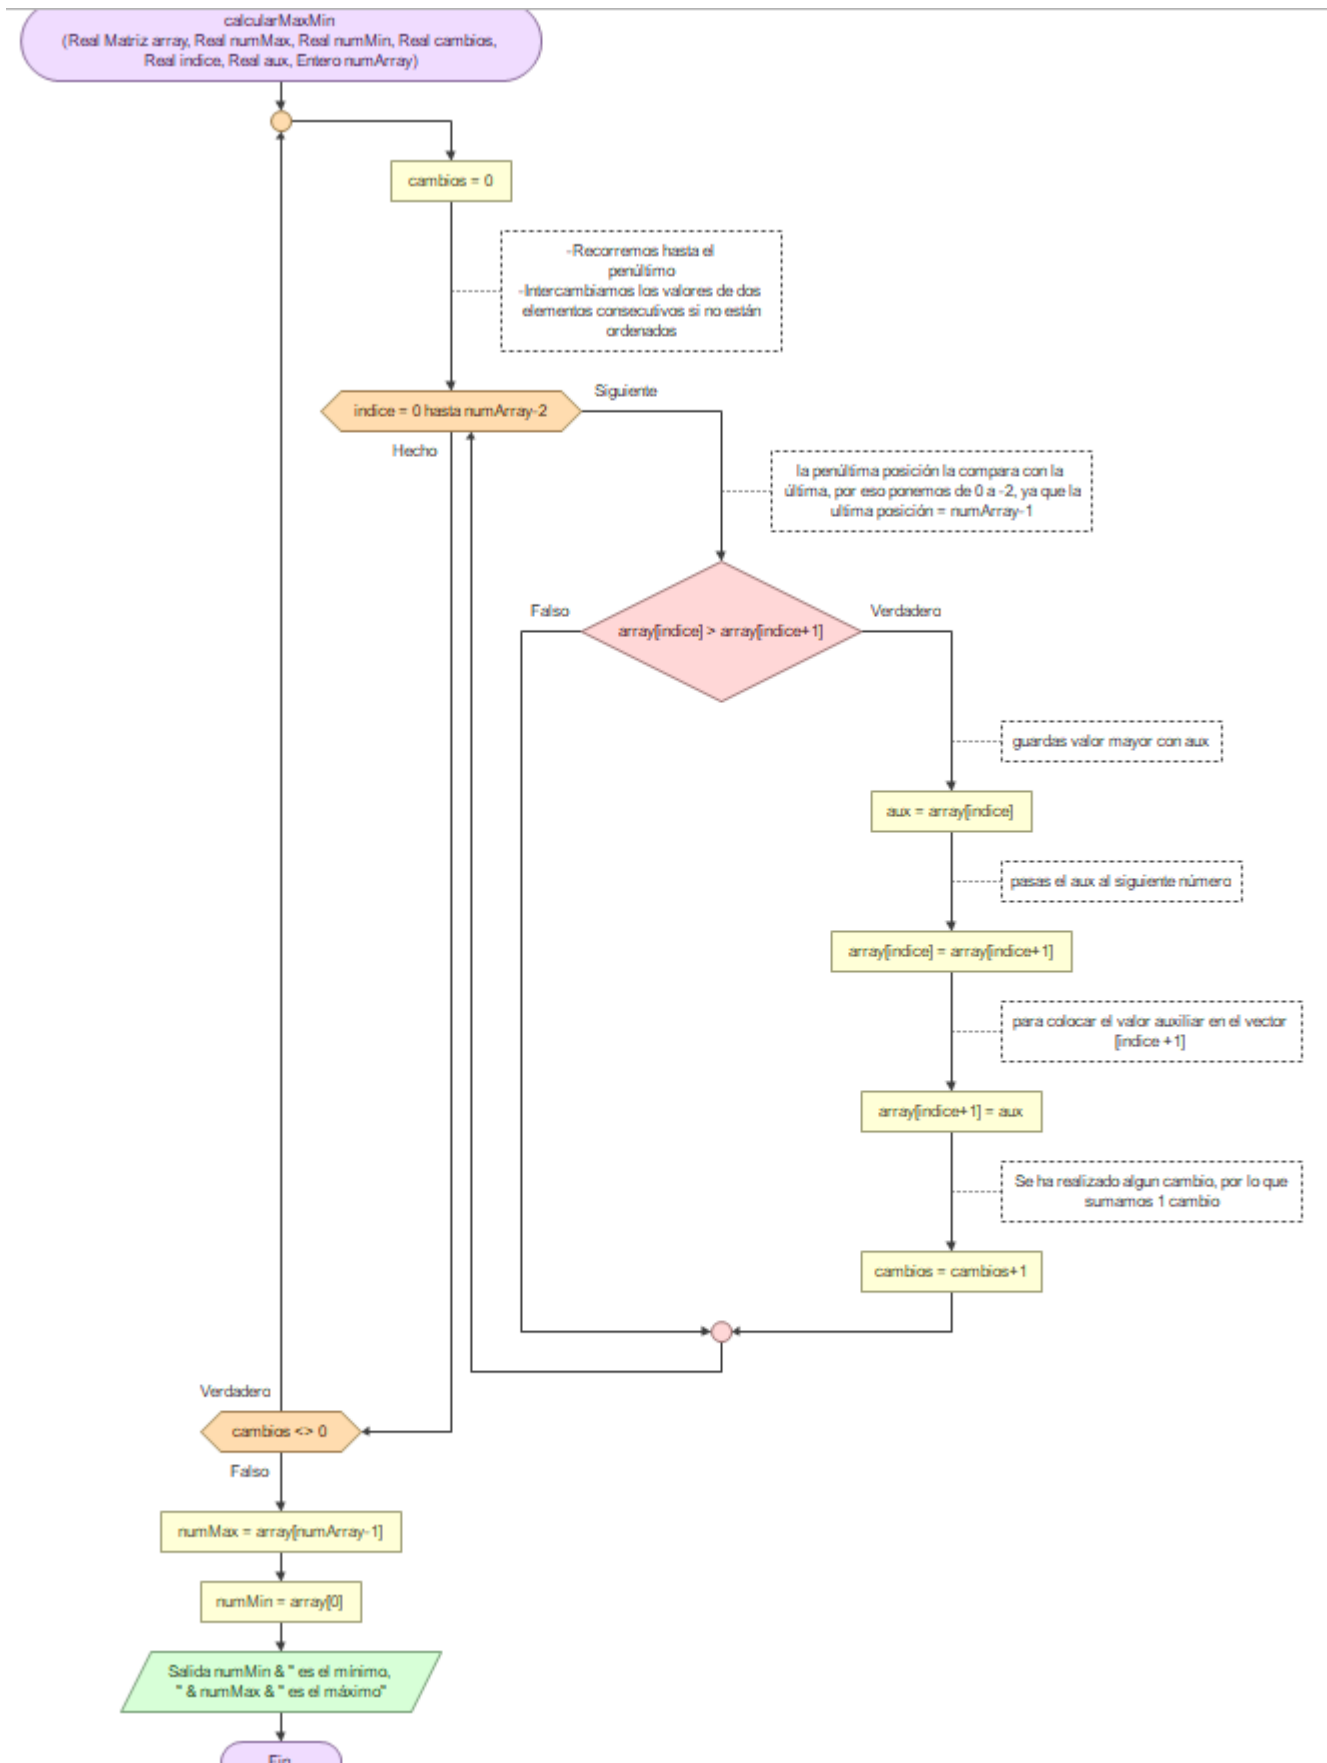 calcularMaxMin
(Real Matriz array, Real numMax, Real numMin, Real cambios,
Real indice, Real aux, Entero numArray)
cambios = 0
-Recorremos hasta el
penúltimo
-Intercambiamos los valores de dos
elementos consecutivos si no están
ordenados
indice = 0 hasta numArray-2
Siguiente
Hecho
la penúltima posición la compara con la
última, por eso ponemos de 0 a -2, ya que la
ultima posición = numArray-1
Falso
array[indice] > array[indice+1]
Verdadero
guardas valor mayor con aux
aux = array[indice]
pasas el aux al siguiente número
array[indice] = array[indice+1]
para colocar el valor auxiliar en el vector
[indice +1]
array[indice+1] = aux
Se ha realizado algun cambio, por lo que
sumamos 1 cambio
cambios = cambios+1
Verdadero
cambios <> 0
Falso
numMax = array[numArray-1]
numMin = array[0]
Salida numMin & " es el mínimo,
" & numMax & " es el máximo"
Fin